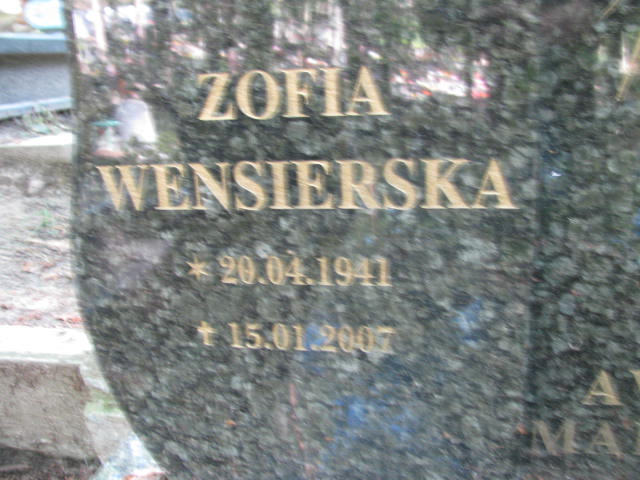 ZOFIA
WENSIERSKA
* 20.04.1941
✝ 15.01.2007